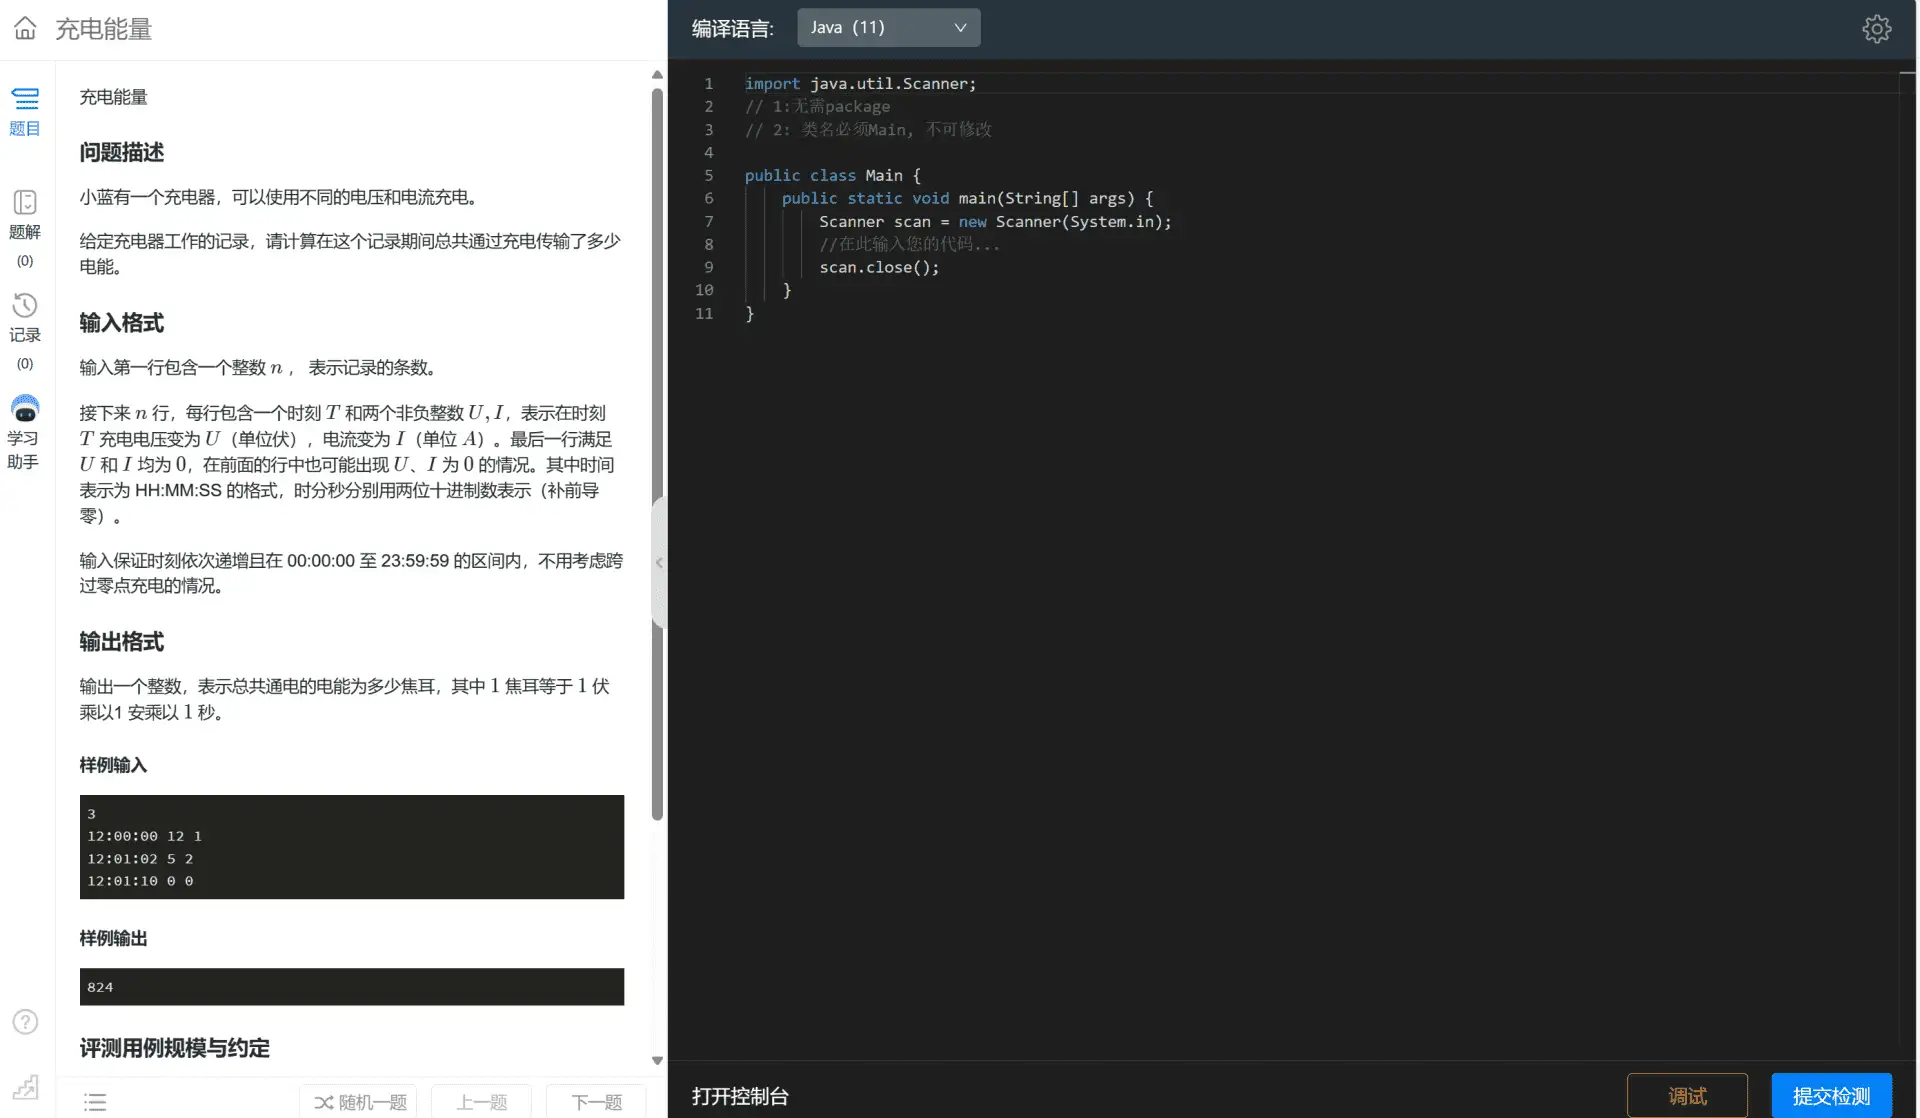 充电能量
题目
题解
(0)
记录
(0)
学习
助手
充电能量
问题描述
小蓝有一个充电器，可以使用不同的电压和电流充电。
给定充电器工作的记录，请计算在这个记录期间总共通过充电传输了多少
电能。
输入格式
输入第一行包含一个整数 n ， 表示记录的条数。
接下来 n 行，每行包含一个时刻 T 和两个非负整数 U, I，表示在时刻
T 充电电压变为 U（单位伏），电流变为 I（单位 A）。最后一行满足
U 和 I 均为 0，在前面的行中也可能出现 U、I 为 0 的情况。其中时间
表示为 HH:MM:SS 的格式，时分秒分别用两位十进制数表示（补前导
零）。
输入保证时刻依次递增且在 00:00:00 至 23:59:59 的区间内，不用考虑跨
过零点充电的情况。
输出格式
输出一个整数，表示总共通电的电能为多少焦耳，其中 1 焦耳等于 1 伏
乘以1 安乘以 1 秒。
样例输入
3
12:00:00 12 1
12:01:02 5 2
12:01:10 0 0
样例输出
824
评测用例规模与约定
随机一题
上一题
下一题
编译语言:
Java (11)
1 import java.util.Scanner;
2 // 1:无需package
3 // 2: 类名必须Main, 不可修改
4
5 public class Main {
6 public static void main(String[] args) {
7 Scanner scan = new Scanner(System.in);
8 //在此输入您的代码...
9 scan.close();
10 }
11 }
打开控制台
调试
提交检测